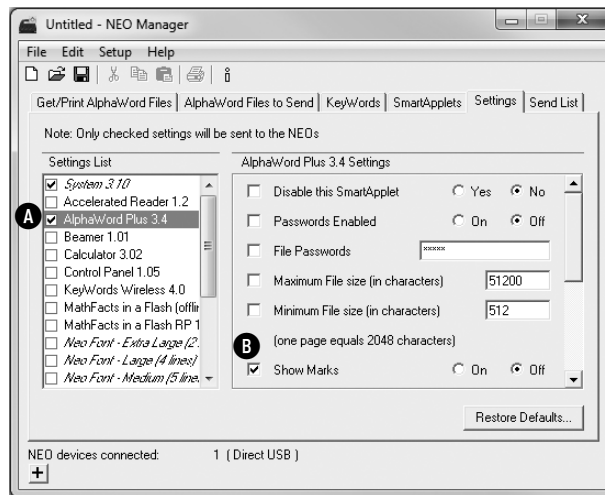 Untitled - NEO Manager
File Edit Setup Help
Get/Print AlphaWord Files AlphaWord Files to Send KeyWords SmartApplets Settings Send List
Note: Only checked settings will be sent to the NEOs
Settings List
System 3.10
Accelerated Reader 1.2
A
AlphaWord Plus 3.4
Beamer 1.01
Calculator 3.02
Control Panel 1.05
KeyWords Wireless 4.0
MathFacts in a Flash (offlin
MathFacts in a Flash RP 1
Neo Font - Extra Large (2
Neo Font - Large (4 lines)
Neo Font - Medium (5 line
AlphaWord Plus 3.4 Settings
Disable this SmartApplet Yes No
Passwords Enabled On Off
File Passwords xxxxx
Maximum File size (in characters) 51200
Minimum File size (in characters) 512
(one page equals 2048 characters)
B
Show Marks On Off
Restore Defaults...
NEO devices connected: 1 ( Direct USB )